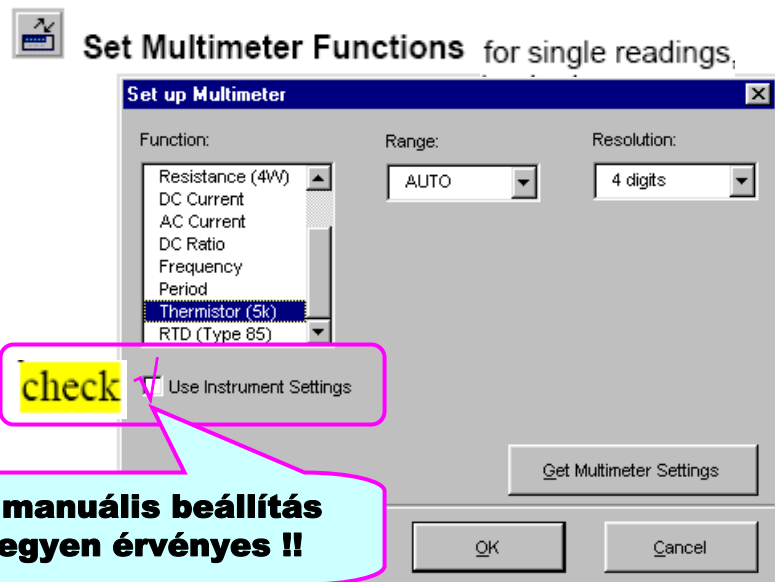 Set Multimeter Functions for single readings,
Set up Multimeter
Function:
Range:
Resolution:
Resistance (4W)
DC Current
AC Current
DC Ratio
Frequency
Period
Thermistor (5k)
RTD (Type 85)
AUTO
4 digits
check
Use Instrument Settings
Get Multimeter Settings
manuális beállítás
egyen érvényes !!
OK
Cancel